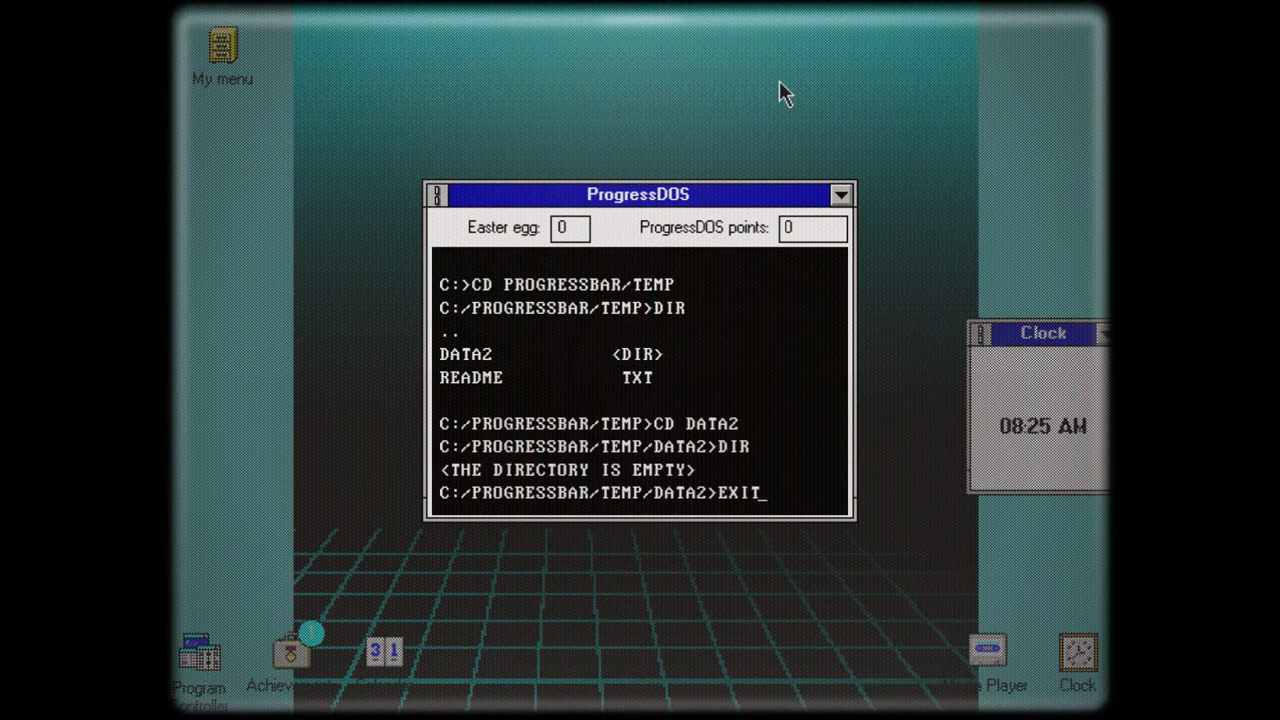 My menu
ProgressDOS
Easter egg: 0 ProgressDOS points: 0
C:>CD PROGRESSBAR/TEMP
C:/PROGRESSBAR/TEMP>DIR
..
DATA2 <DIR>
README TXT
C:/PROGRESSBAR/TEMP>CD DATA2
C:/PROGRESSBAR/TEMP/DATA2>DIR
<THE DIRECTORY IS EMPTY>
C:/PROGRESSBAR/TEMP/DATA2>EXIT_
Clock
08:25 AM
31
Program
Player
Clock